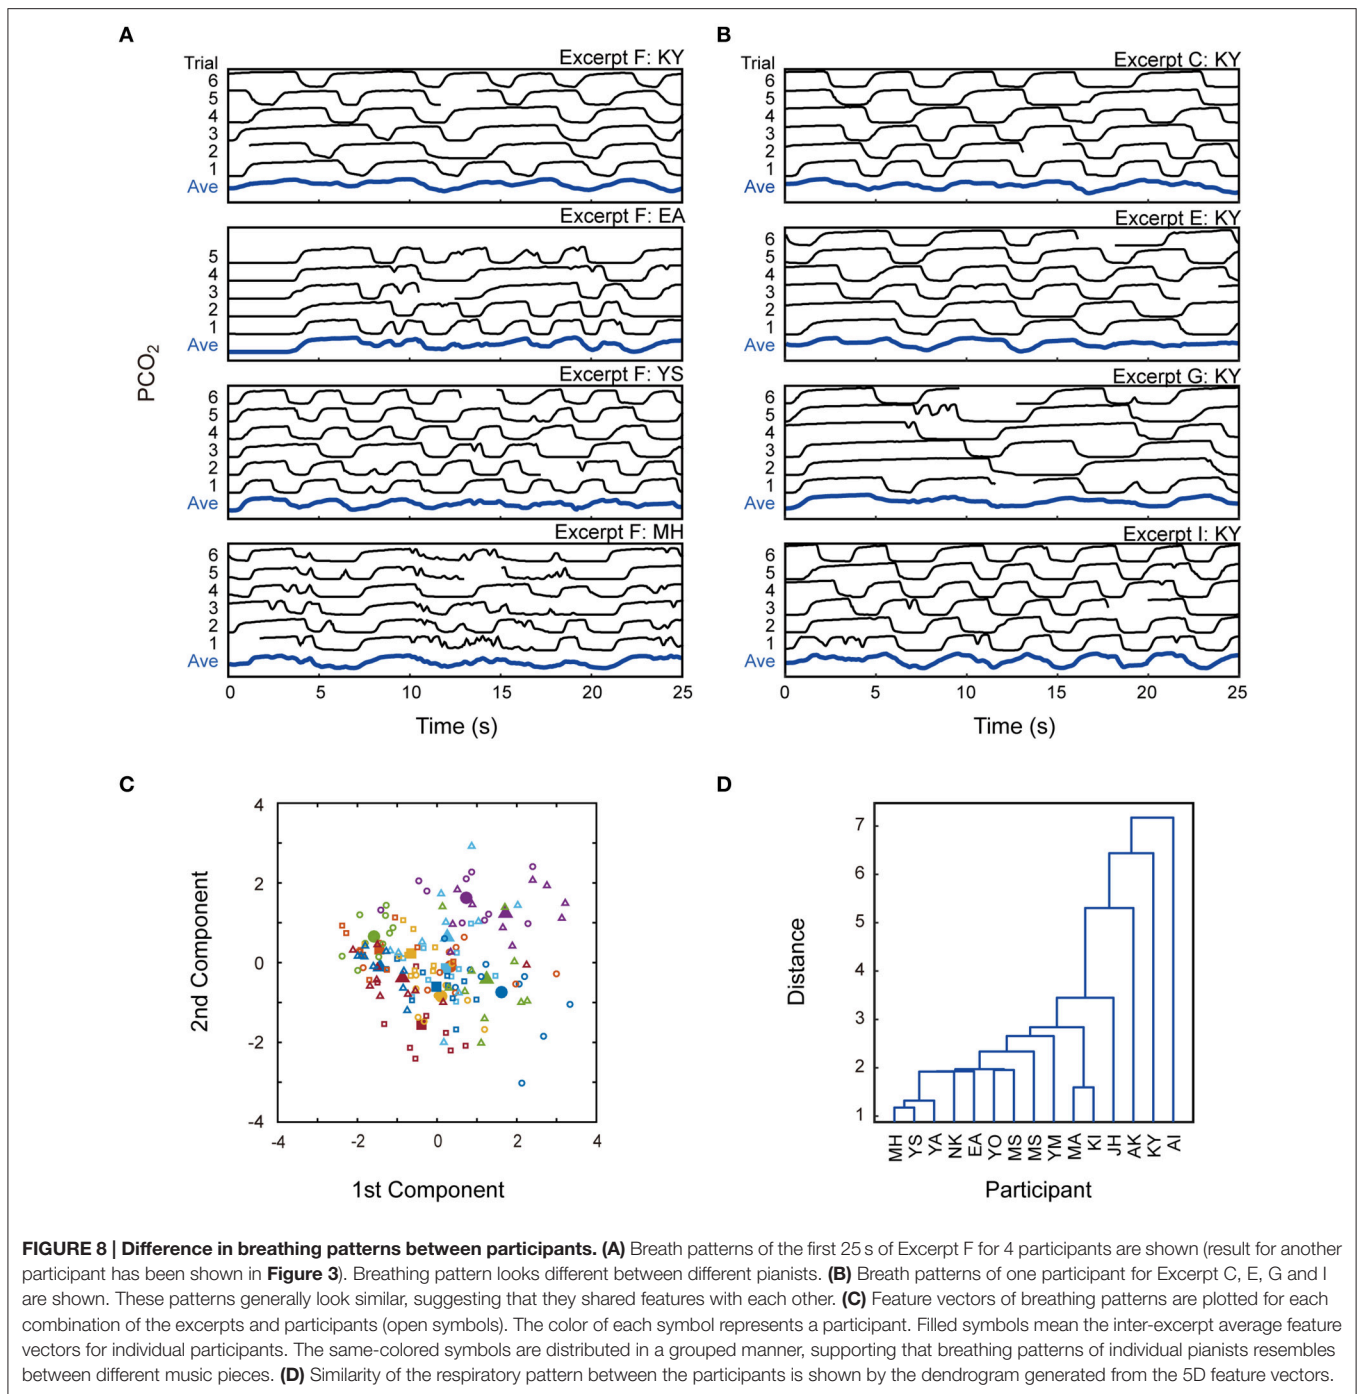 A
Trial
Excerpt F: KY
6
5
4
3
2
1
Ave
Excerpt F: EA
5
4
3
2
1
Ave
Excerpt F: YS
6
5
4
3
2
1
Ave
Excerpt F: MH
6
5
4
3
2
1
Ave
PCO2
0 5 10 15 20 25
Time (s)
B
Excerpt C: KY
6
5
4
3
2
1
Ave
Excerpt E: KY
6
5
4
3
2
1
Ave
Excerpt G: KY
6
5
4
3
2
1
Ave
Excerpt I: KY
6
5
4
3
2
1
Ave
0 5 10 15 20 25
Time (s)
C
4
2
0
-2
-4
2nd Component
-4 -2 0 2 4
1st Component
D
7
6
5
4
3
2
1
Distance
MH YS YA NK EA YO MS MS YM MA KI JH AK KY AI
Participant
FIGURE 8 | Difference in breathing patterns between participants. (A) Breath patterns of the first 25 s of Excerpt F for 4 participants are shown (result for another
participant has been shown in Figure 3). Breathing pattern looks different between different pianists. (B) Breath patterns of one participant for Excerpt C, E, G and I
are shown. These patterns generally look similar, suggesting that they shared features with each other. (C) Feature vectors of breathing patterns are plotted for each
combination of the excerpts and participants (open symbols). The color of each symbol represents a participant. Filled symbols mean the inter-excerpt average feature
vectors for individual participants. The same-colored symbols are distributed in a grouped manner, supporting that breathing patterns of individual pianists resembles
between different music pieces. (D) Similarity of the respiratory pattern between the participants is shown by the dendrogram generated from the 5D feature vectors.